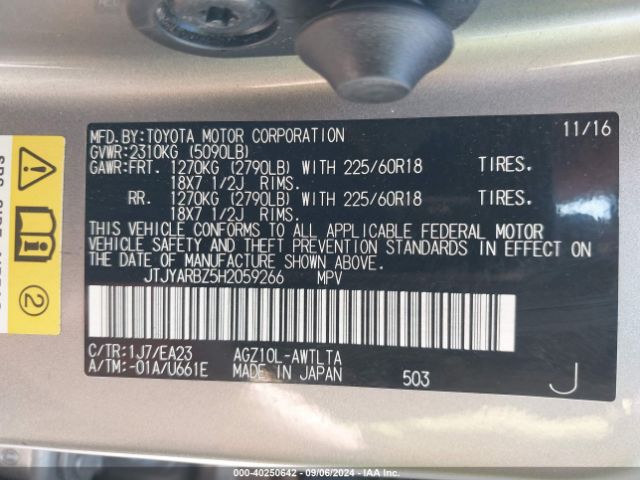 MFD.BY:TOYOTA MOTOR CORPORATION 11/16
GVWR:2310KG (5090LB)
GAWR:FRT. 1270KG (2790LB) WITH 225/60R18 TIRES.
18X7 1/2J RIMS.
RR. 1270KG (2790LB) WITH 225/60R18 TIRES.
18X7 1/2J RIMS.
THIS VEHICLE CONFORMS TO ALL APPLICABLE FEDERAL MOTOR
VEHICLE SAFETY AND THEFT PREVENTION STANDARDS IN EFFECT ON
THE DATE OF MANUFACTURE SHOWN ABOVE.
JTJYARBZ5H2059266 MPV
C/TR:1J7/EA23 AGZ10L-AWTLTA
A/TM:-01A/U661E MADE IN JAPAN 503 J
2
000-40250642 - 09/06/2024 - IAA Inc.